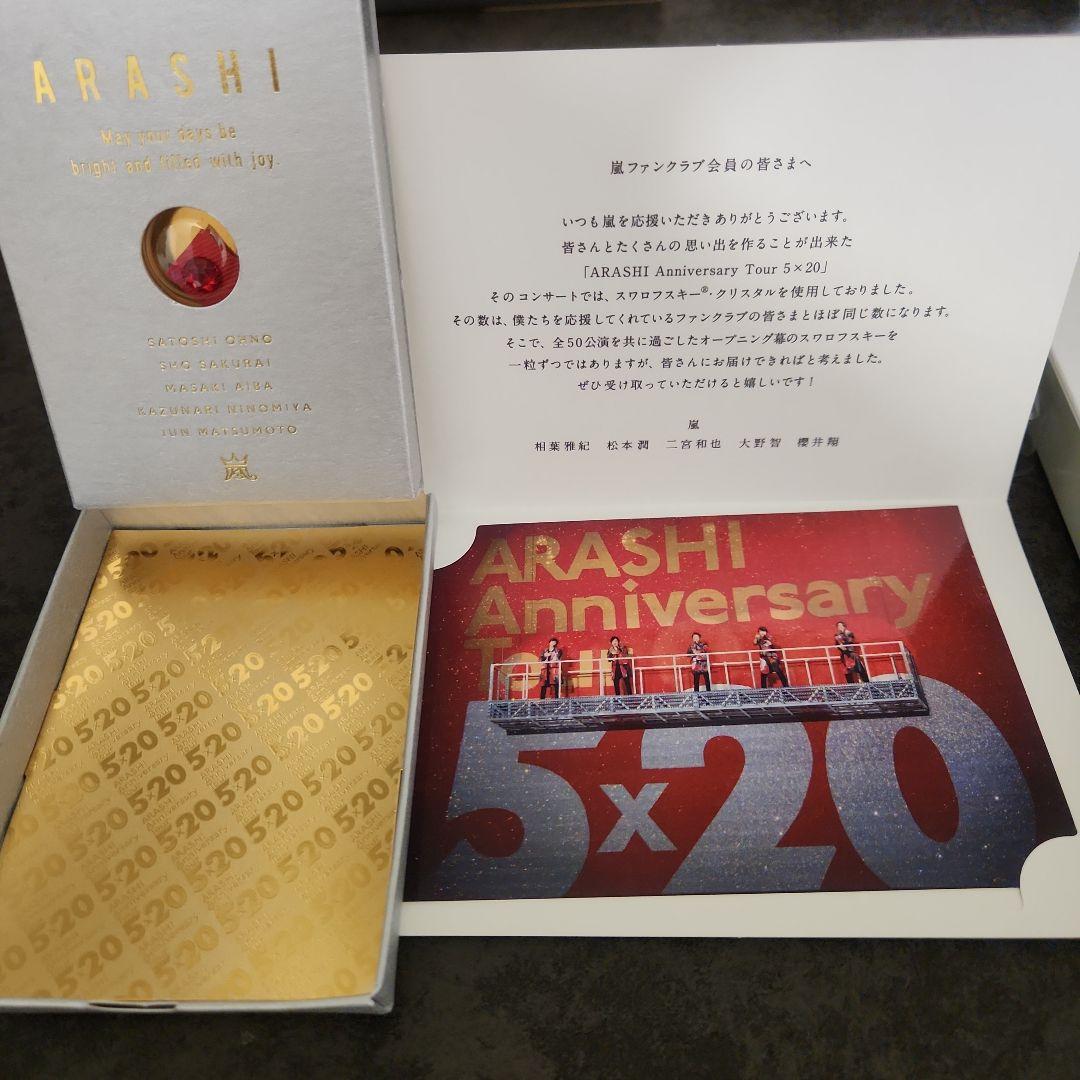 ARASHI
May your days be
bright and filled with joy.
SATOSHI OHNO
SHO SAKURAI
MASAKI AIBA
KAZUNARI NINOMIYA
JUN MATSUMOTO
嵐
嵐ファンクラブ会員の皆さまへ
いつも嵐を応援いただきありがとうございます。
皆さんとたくさんの思い出を作ることが出来た
「ARASHI Anniversary Tour 5×20」
そのコンサートでは、スワロフスキー®・クリスタルを使用しておりました。
その数は、僕たちを応援してくれているファンクラブの皆さまとほぼ同じ数になります。
そこで、全50公演を共に過ごしたオープニング幕のスワロフスキーを
一粒ずつではありますが、皆さんにお届けできればと考えました。
ぜひ受け取っていただけると嬉しいです！
嵐
相葉雅紀 松本潤 二宮和也 大野智 櫻井翔
ARASHI
Anniversary
Tour
5×20